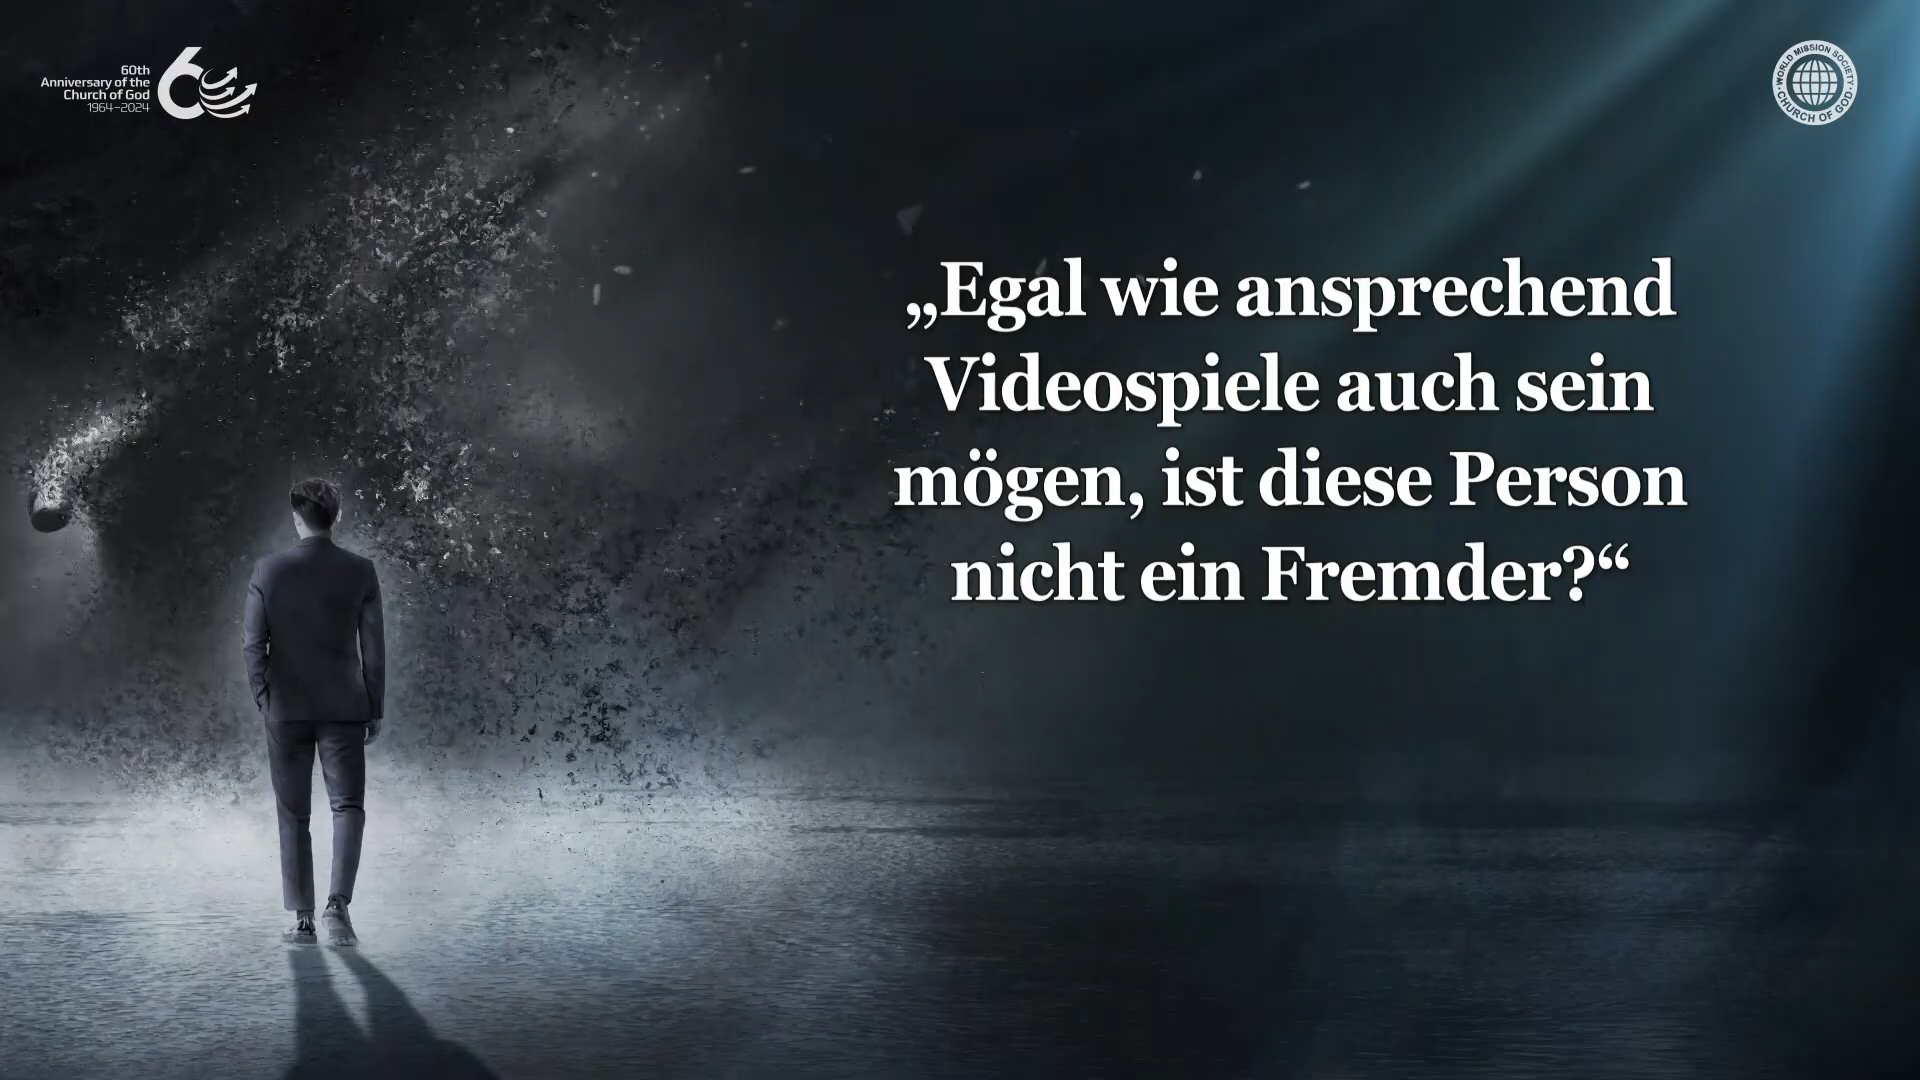 60th
Anniversary of the
Church of God
1964–2024
60
WORLD MISSION SOCIETY
CHURCH OF GOD
„Egal wie ansprechend
Videospiele auch sein
mögen, ist diese Person
nicht ein Fremder?“